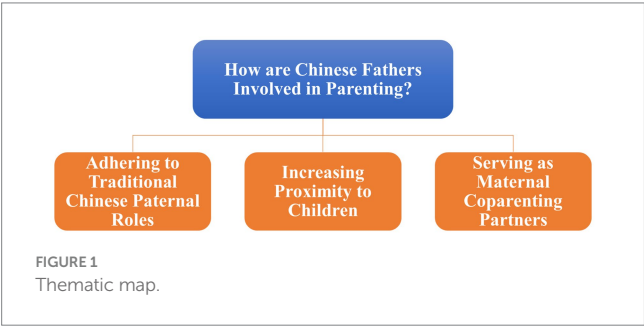 How are Chinese Fathers
Involved in Parenting?
Adhering to
Traditional
Chinese Paternal
Roles
Increasing
Proximity to
Children
Serving as
Maternal
Coparenting
Partners
FIGURE 1
Thematic map.